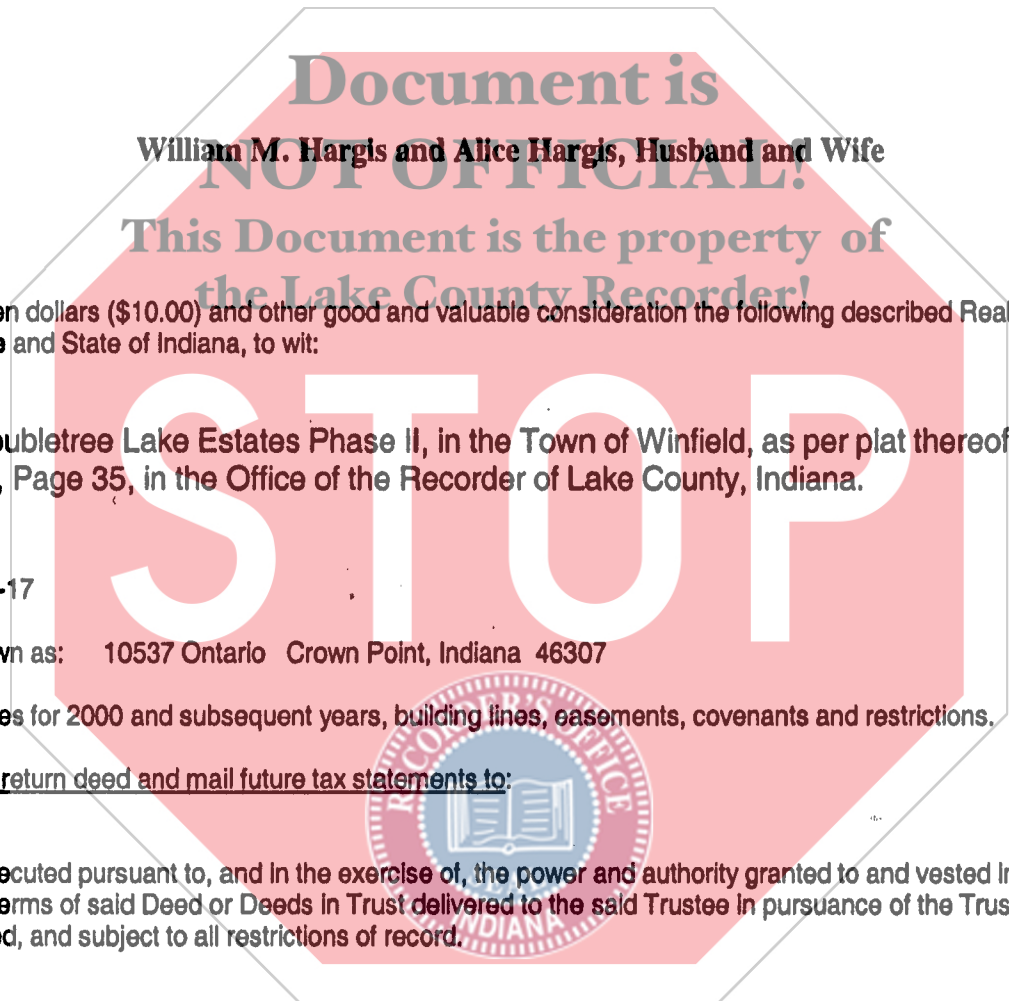 Document is
William M. Hargis and Alice Hargis, Husband and Wife
NOT OFFICIAL!
This Document is the property of
the Lake County Recorder!
en dollars ($10.00) and other good and valuable consideration the following described Real
e and State of Indiana, to wit:
STOP
ubletree Lake Estates Phase II, in the Town of Winfield, as per plat thereof
, Page 35, in the Office of the Recorder of Lake County, Indiana.
-17
wn as: 10537 Ontario Crown Point, Indiana 46307
es for 2000 and subsequent years, building lines, easements, covenants and restrictions.
return deed and mail future tax statements to:
RECORDER'S OFFICE
INDIANA
ecuted pursuant to, and in the exercise of, the power and authority granted to and vested in
erms of said Deed or Deeds in Trust delivered to the said Trustee in pursuance of the Trus
d, and subject to all restrictions of record.